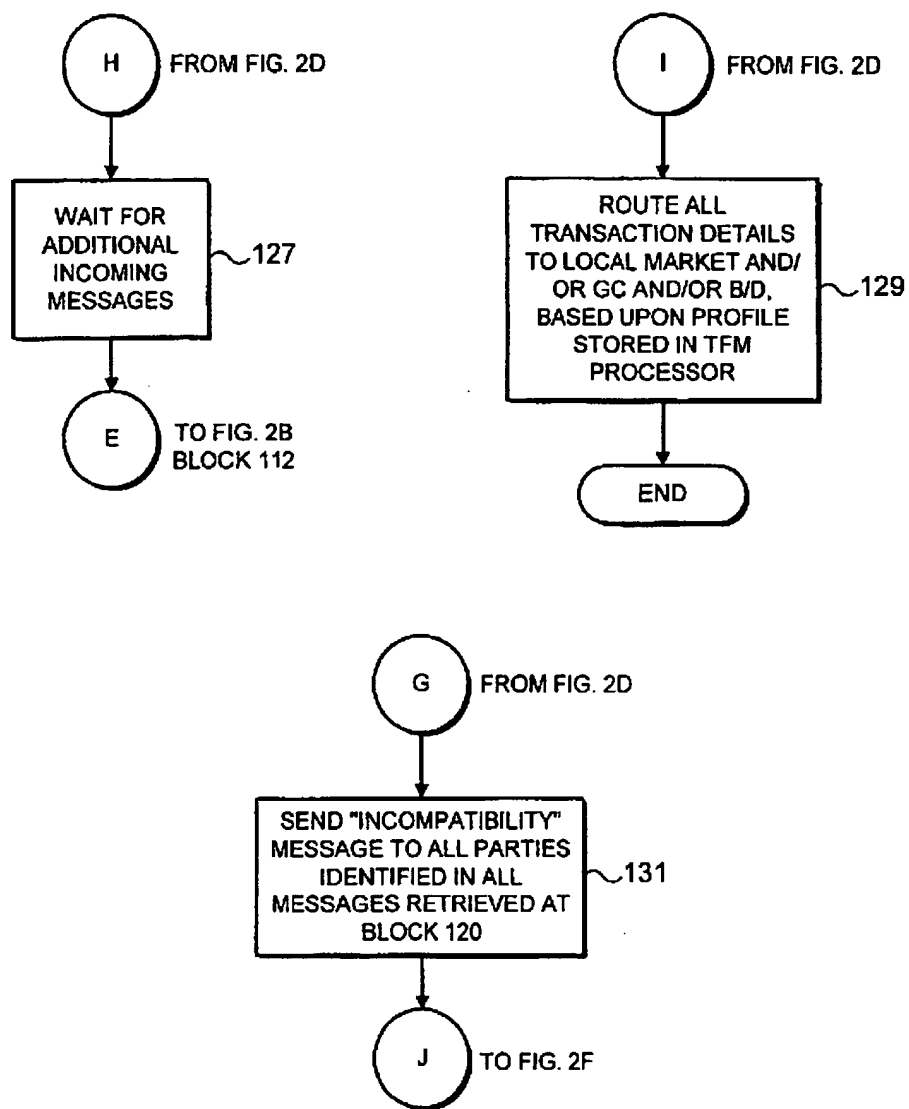 H
FROM FIG. 2D
WAIT FOR
ADDITIONAL
INCOMING
MESSAGES
127
E
TO FIG. 2B
BLOCK 112
I
FROM FIG. 2D
ROUTE ALL
TRANSACTION DETAILS
TO LOCAL MARKET AND/
OR GC AND/OR B/D,
BASED UPON PROFILE
STORED IN TFM
PROCESSOR
129
END
G
FROM FIG. 2D
SEND "INCOMPATIBILITY"
MESSAGE TO ALL PARTIES
IDENTIFIED IN ALL
MESSAGES RETRIEVED AT
BLOCK 120
131
J
TO FIG. 2F